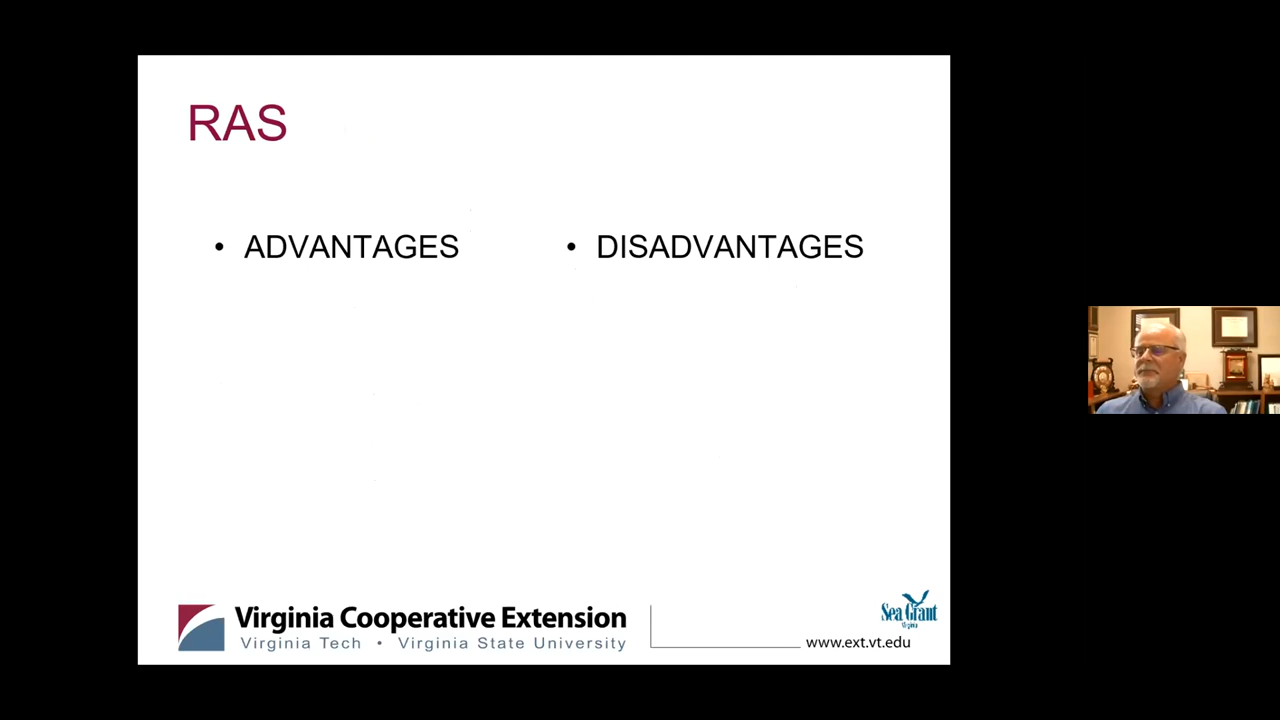 RAS
• ADVANTAGES
• DISADVANTAGES
Virginia Cooperative Extension
Virginia Tech • Virginia State University
Sea Grant
Virginia
www.ext.vt.edu